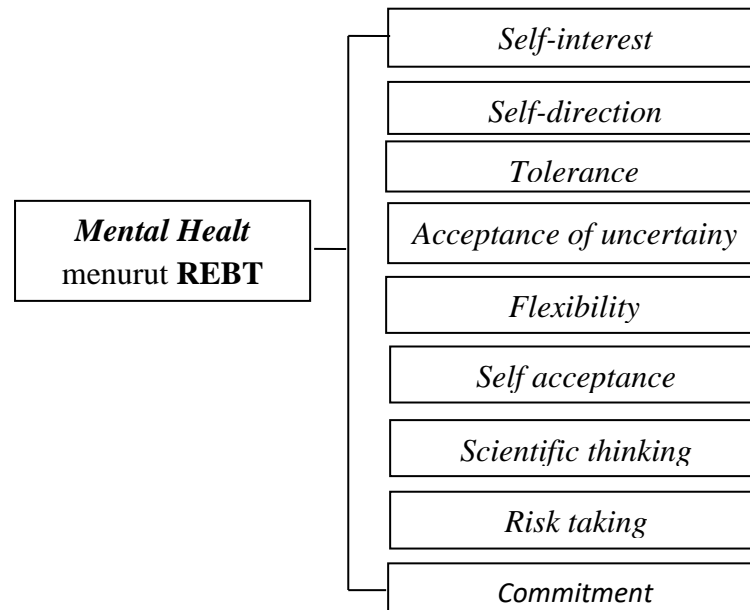 Self-interest
Self-direction
Tolerance
Mental Healt
menurut REBT
Acceptance of uncertainy
Flexibility
Self acceptance
Scientific thinking
Risk taking
Commitment